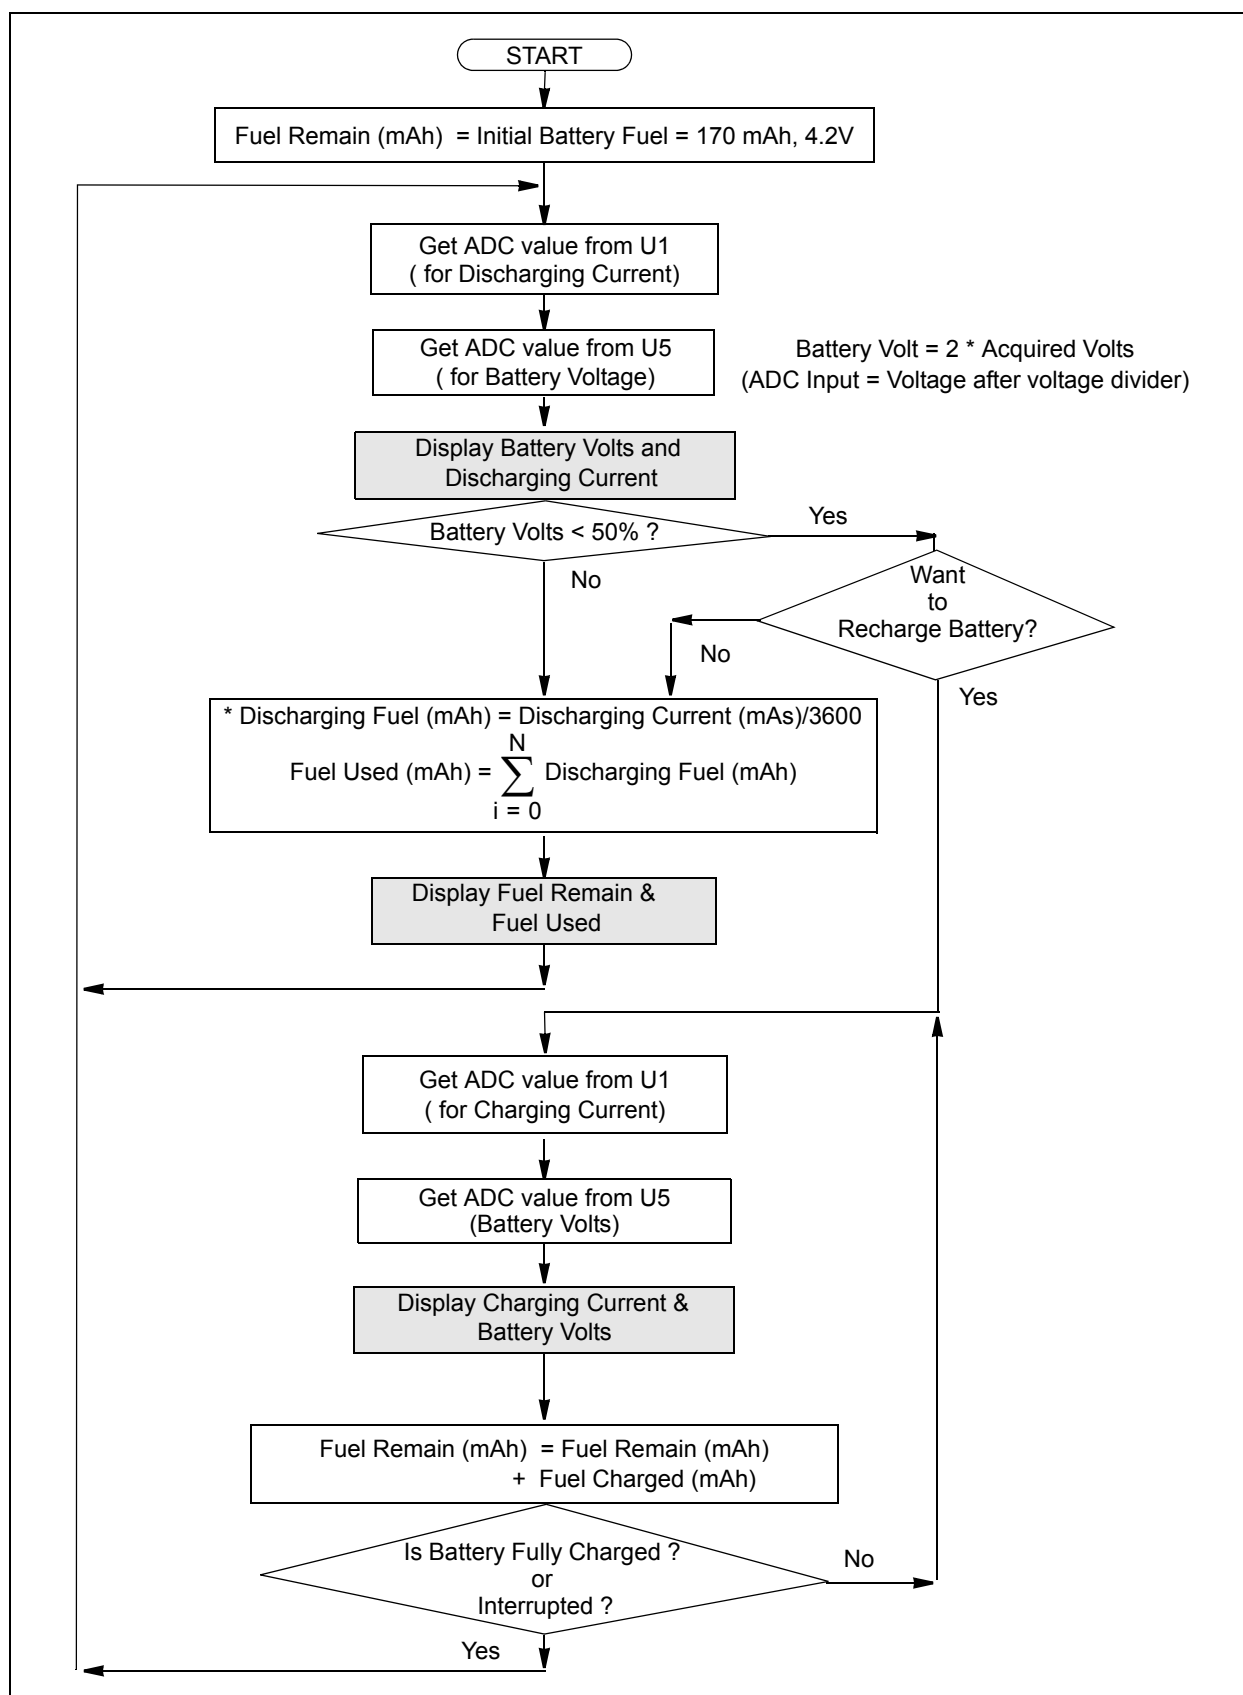 START
Fuel Remain (mAh) = Initial Battery Fuel = 170 mAh, 4.2V
Get ADC value from U1
( for Discharging Current)
Get ADC value from U5
( for Battery Voltage)
Battery Volt = 2 * Acquired Volts
(ADC Input = Voltage after voltage divider)
Display Battery Volts and
Discharging Current
Battery Volts < 50% ?
Yes
No
Want
to
Recharge Battery?
No
Yes
* Discharging Fuel (mAh) = Discharging Current (mAs)/3600
N
Fuel Used (mAh) = ∑ Discharging Fuel (mAh)
i = 0
Display Fuel Remain &
Fuel Used
Get ADC value from U1
( for Charging Current)
Get ADC value from U5
(Battery Volts)
Display Charging Current &
Battery Volts
Fuel Remain (mAh) = Fuel Remain (mAh)
+ Fuel Charged (mAh)
Is Battery Fully Charged ?
or
Interrupted ?
No
Yes